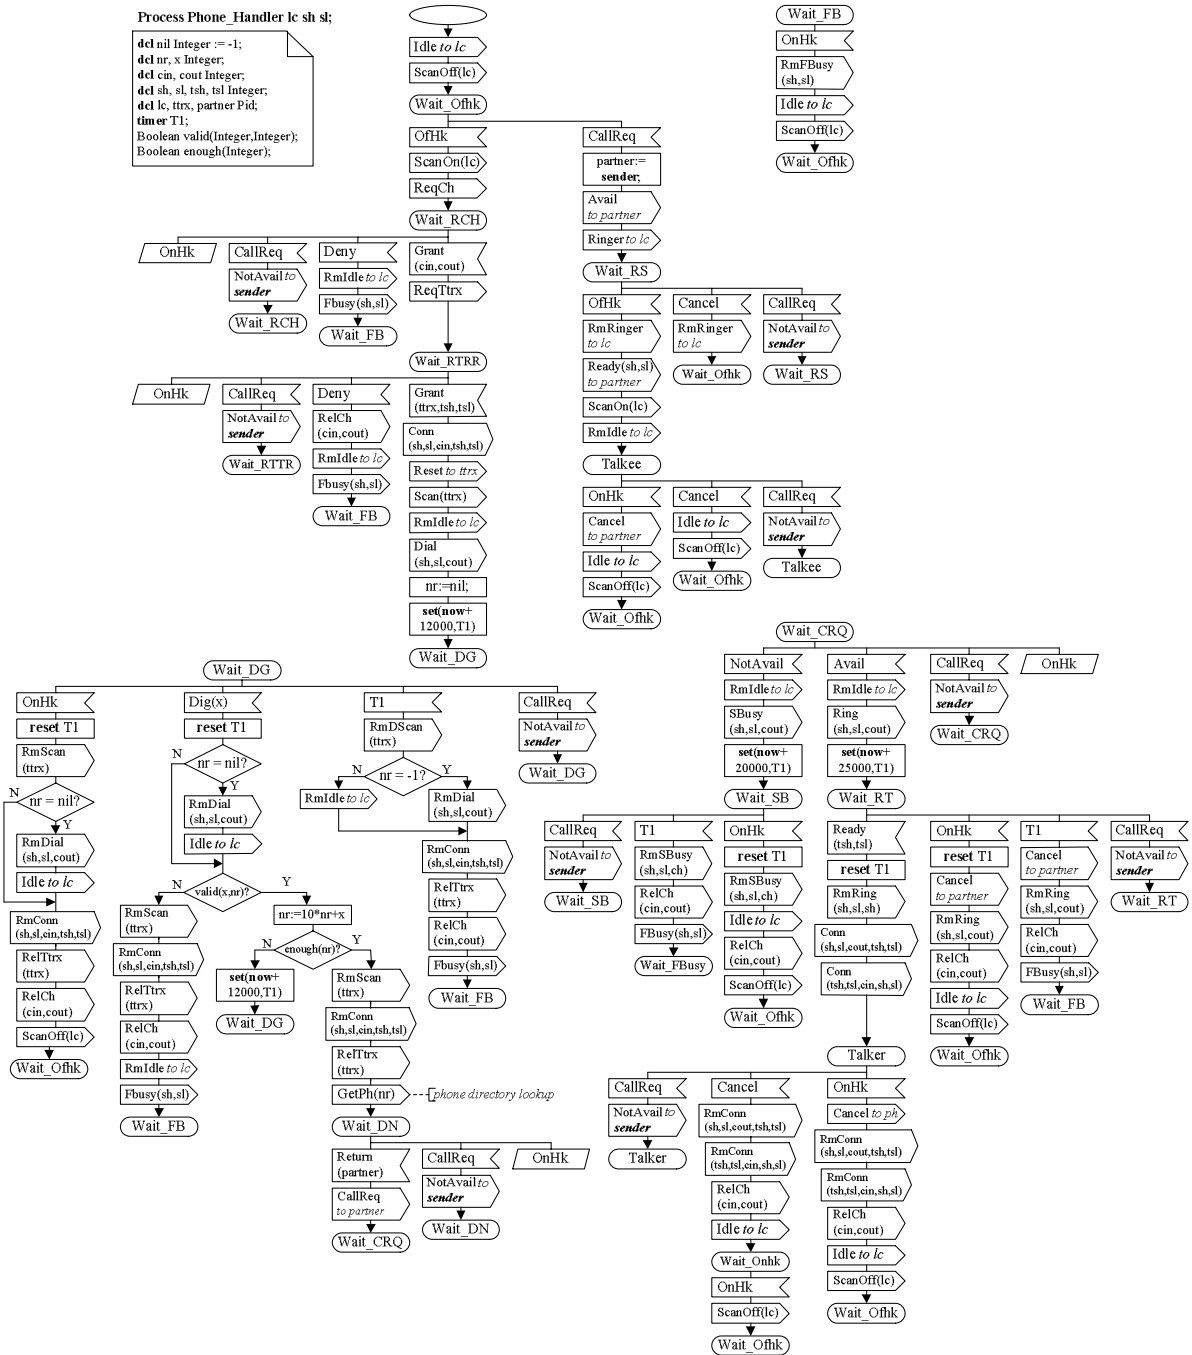 Process Phone_Handler lc sh sl;
dcl nil Integer := -1;
dcl nr, x Integer;
dcl cin, cout Integer;
dcl sh, sl, tsh, tsl Integer;
dcl lc, ttrx, partner Pid;
timer T1;
Boolean valid(Integer,Integer);
Boolean enough(Integer);
Idle to lc
ScanOff(lc)
Wait_Ofhk
OfHk
ScanOn(lc)
ReqCh
Wait_RCH
CallReq
partner:=
sender;
Avail
to partner
Ringer to lc
Wait_RS
Wait_FB
OnHk
RmFBusy
(sh,sl)
Idle to lc
ScanOff(lc)
Wait_Ofhk
OnHk
CallReq
NotAvail to
sender
Wait_RCH
Deny
RmIdle to lc
Fbusy(sh,sl)
Wait_FB
Grant
(cin,cout)
ReqTtrx
Wait_RTRR
OfHk
RmRinger
to lc
Ready(sh,sl)
to partner
ScanOn(lc)
RmIdle to lc
Talkee
Cancel
RmRinger
to lc
Wait_Ofhk
CallReq
NotAvail to
sender
Wait_RS
OnHk
CallReq
NotAvail to
sender
Wait_RTTR
Deny
RelCh
(cin,cout)
RmIdle to lc
Fbusy(sh,sl)
Wait_FB
Grant
(ttrx,tsh,tsl)
Conn
(sh,sl,cin,tsh,tsl)
Reset to ttrx
Scan(ttrx)
RmIdle to lc
Dial
(sh,sl,cout)
nr:=nil;
set(now+
12000,T1)
Wait_DG
OnHk
Cancel
to partner
Idle to lc
ScanOff(lc)
Wait_Ofhk
Cancel
Idle to lc
ScanOff(lc)
Wait_Ofhk
CallReq
NotAvail to
sender
Talkee
Wait_DG
OnHk
reset T1
RmScan
(ttrx)
N
nr = nil?
Y
RmDial
(sh,sl,cout)
Idle to lc
RmConn
(sh,sl,cin,tsh,tsl)
RelTtrx
(ttrx)
RelCh
(cin,cout)
ScanOff(lc)
Wait_Ofhk
Dig(x)
reset T1
N
nr = nil?
Y
RmDial
(sh,sl,cout)
Idle to lc
N
valid(x,nr)?
Y
RmScan
(ttrx)
RmConn
(sh,sl,cin,tsh,tsl)
RelTtrx
(ttrx)
RelCh
(cin,cout)
RmIdle to lc
Fbusy(sh,sl)
Wait_FB
nr:=10*nr+x
N
enough(nr)?
Y
set(now+
12000,T1)
Wait_DG
RmScan
(ttrx)
RmConn
(sh,sl,cin,tsh,tsl)
RelTtrx
(ttrx)
GetPh(nr)
phone directory lookup
Wait_DN
Return
(partner)
CallReq
to partner
Wait_CRQ
CallReq
NotAvail to
sender
Wait_DN
OnHk
T1
RmDScan
(ttrx)
N
nr = -1?
Y
RmIdle to lc
RmDial
(sh,sl,cout)
RmConn
(sh,sl,cin,tsh,tsl)
RelTtrx
(ttrx)
RelCh
(cin,cout)
Fbusy(sh,sl)
Wait_FB
CallReq
NotAvail to
sender
Wait_DG
Wait_CRQ
NotAvail
RmIdle to lc
SBusy
(sh,sl,cout)
set(now+
20000,T1)
Wait_SB
Avail
RmIdle to lc
Ring
(sh,sl,cout)
set(now+
25000,T1)
Wait_RT
CallReq
NotAvail to
sender
Wait_CRQ
OnHk
CallReq
NotAvail to
sender
Wait_SB
T1
RmSBusy
(sh,sl,ch)
RelCh
(cin,cout)
FBusy(sh,sl)
Wait_FBusy
OnHk
reset T1
RmSBusy
(sh,sl,ch)
Idle to lc
RelCh
(cin,cout)
ScanOff(lc)
Wait_Ofhk
Ready
(tsh,tsl)
reset T1
RmRing
(sh,sl,sh)
Conn
(sh,sl,cout,tsh,tsl)
Conn
(tsh,tsl,cin,sh,sl)
Talker
OnHk
reset T1
Cancel
to partner
RmRing
(sh,sl,cout)
RelCh
(cin,cout)
Idle to lc
ScanOff(lc)
Wait_Ofhk
T1
Cancel
to partner
RmRing
(sh,sl,cout)
RelCh
(cin,cout)
FBusy(sh,sl)
Wait_FB
CallReq
NotAvail to
sender
Wait_RT
CallReq
NotAvail to
sender
Talker
Cancel
RmConn
(sh,sl,cout,tsh,tsl)
RmConn
(tsh,tsl,cin,sh,sl)
RelCh
(cin,cout)
Idle to lc
Wait_Onhk
OnHk
ScanOff(lc)
Wait_Ofhk
OnHk
Cancel to ph
RmConn
(sh,sl,cout,tsh,tsl)
RmConn
(tsh,tsl,cin,sh,sl)
RelCh
(cin,cout)
Idle to lc
ScanOff(lc)
Wait_Ofhk